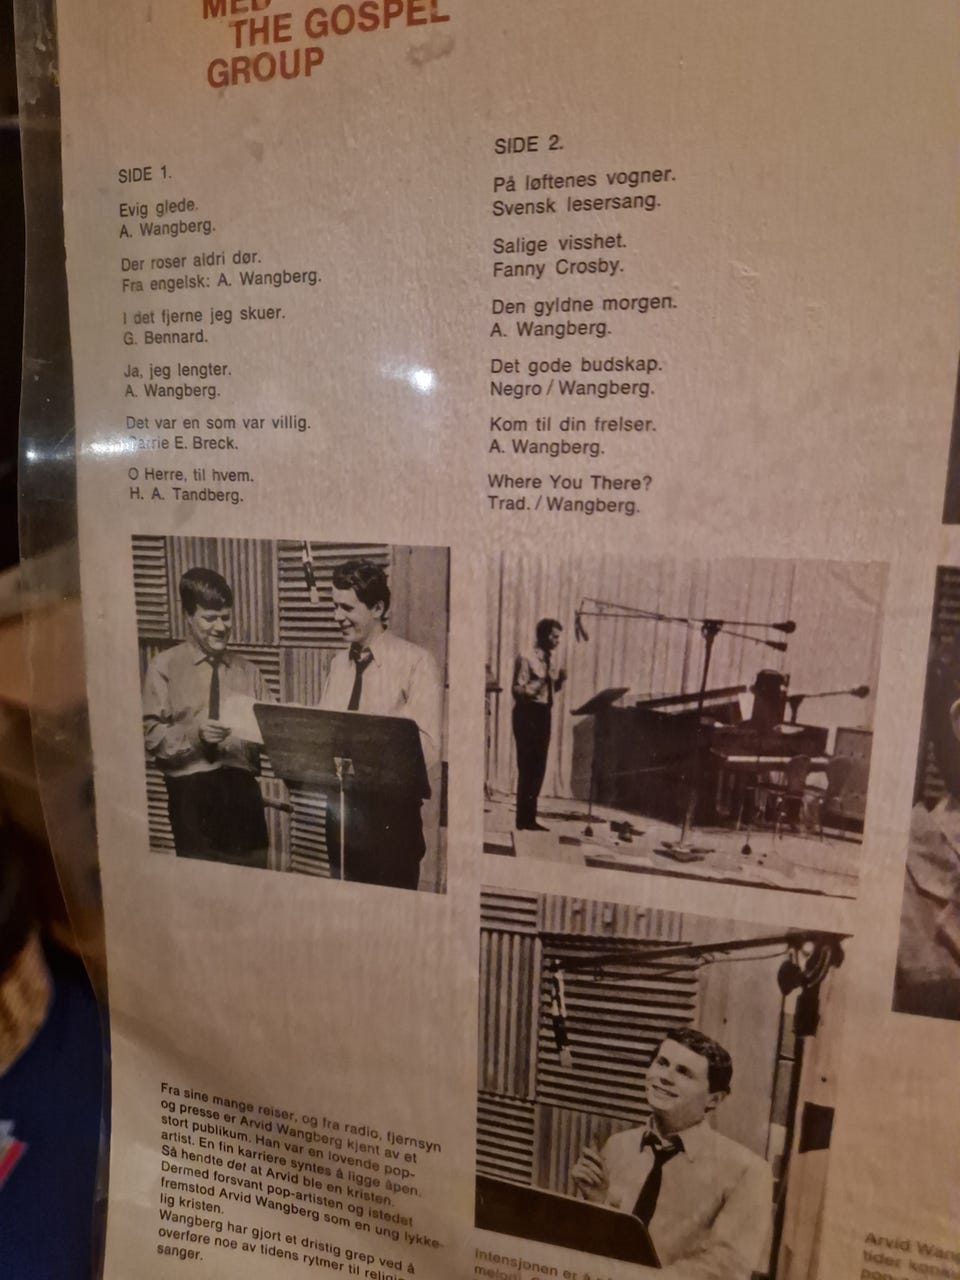 MED
THE GOSPEL
GROUP
SIDE 1.
Evig glede.
A. Wangberg.
Der roser aldri dør.
Fra engelsk: A. Wangberg.
I det fjerne jeg skuer.
G. Bennard.
Ja, jeg lengter.
A. Wangberg.
Det var en som var villig.
Carrie E. Breck.
O Herre, til hvem.
H. A. Tandberg.
SIDE 2.
På løftenes vogner.
Svensk lesersang.
Salige visshet.
Fanny Crosby.
Den gyldne morgen.
A. Wangberg.
Det gode budskap.
Negro / Wangberg.
Kom til din frelser.
A. Wangberg.
Where You There?
Trad. / Wangberg.
Fra sine mange reiser, og fra radio, fjernsyn
og presse er Arvid Wangberg kjent av et
stort publikum. Han var en lovende pop-
artist. En fin karriere syntes å ligge åpen.
Så hendte det at Arvid ble en kristen.
Dermed forsvant pop-artisten og istedet
fremstod Arvid Wangberg som en ung lykke-
lig kristen.
Wangberg har gjort et dristig grep ved å
overføre noe av tidens rytmer til
sanger.
Intensjonen er å
Arvid
tider